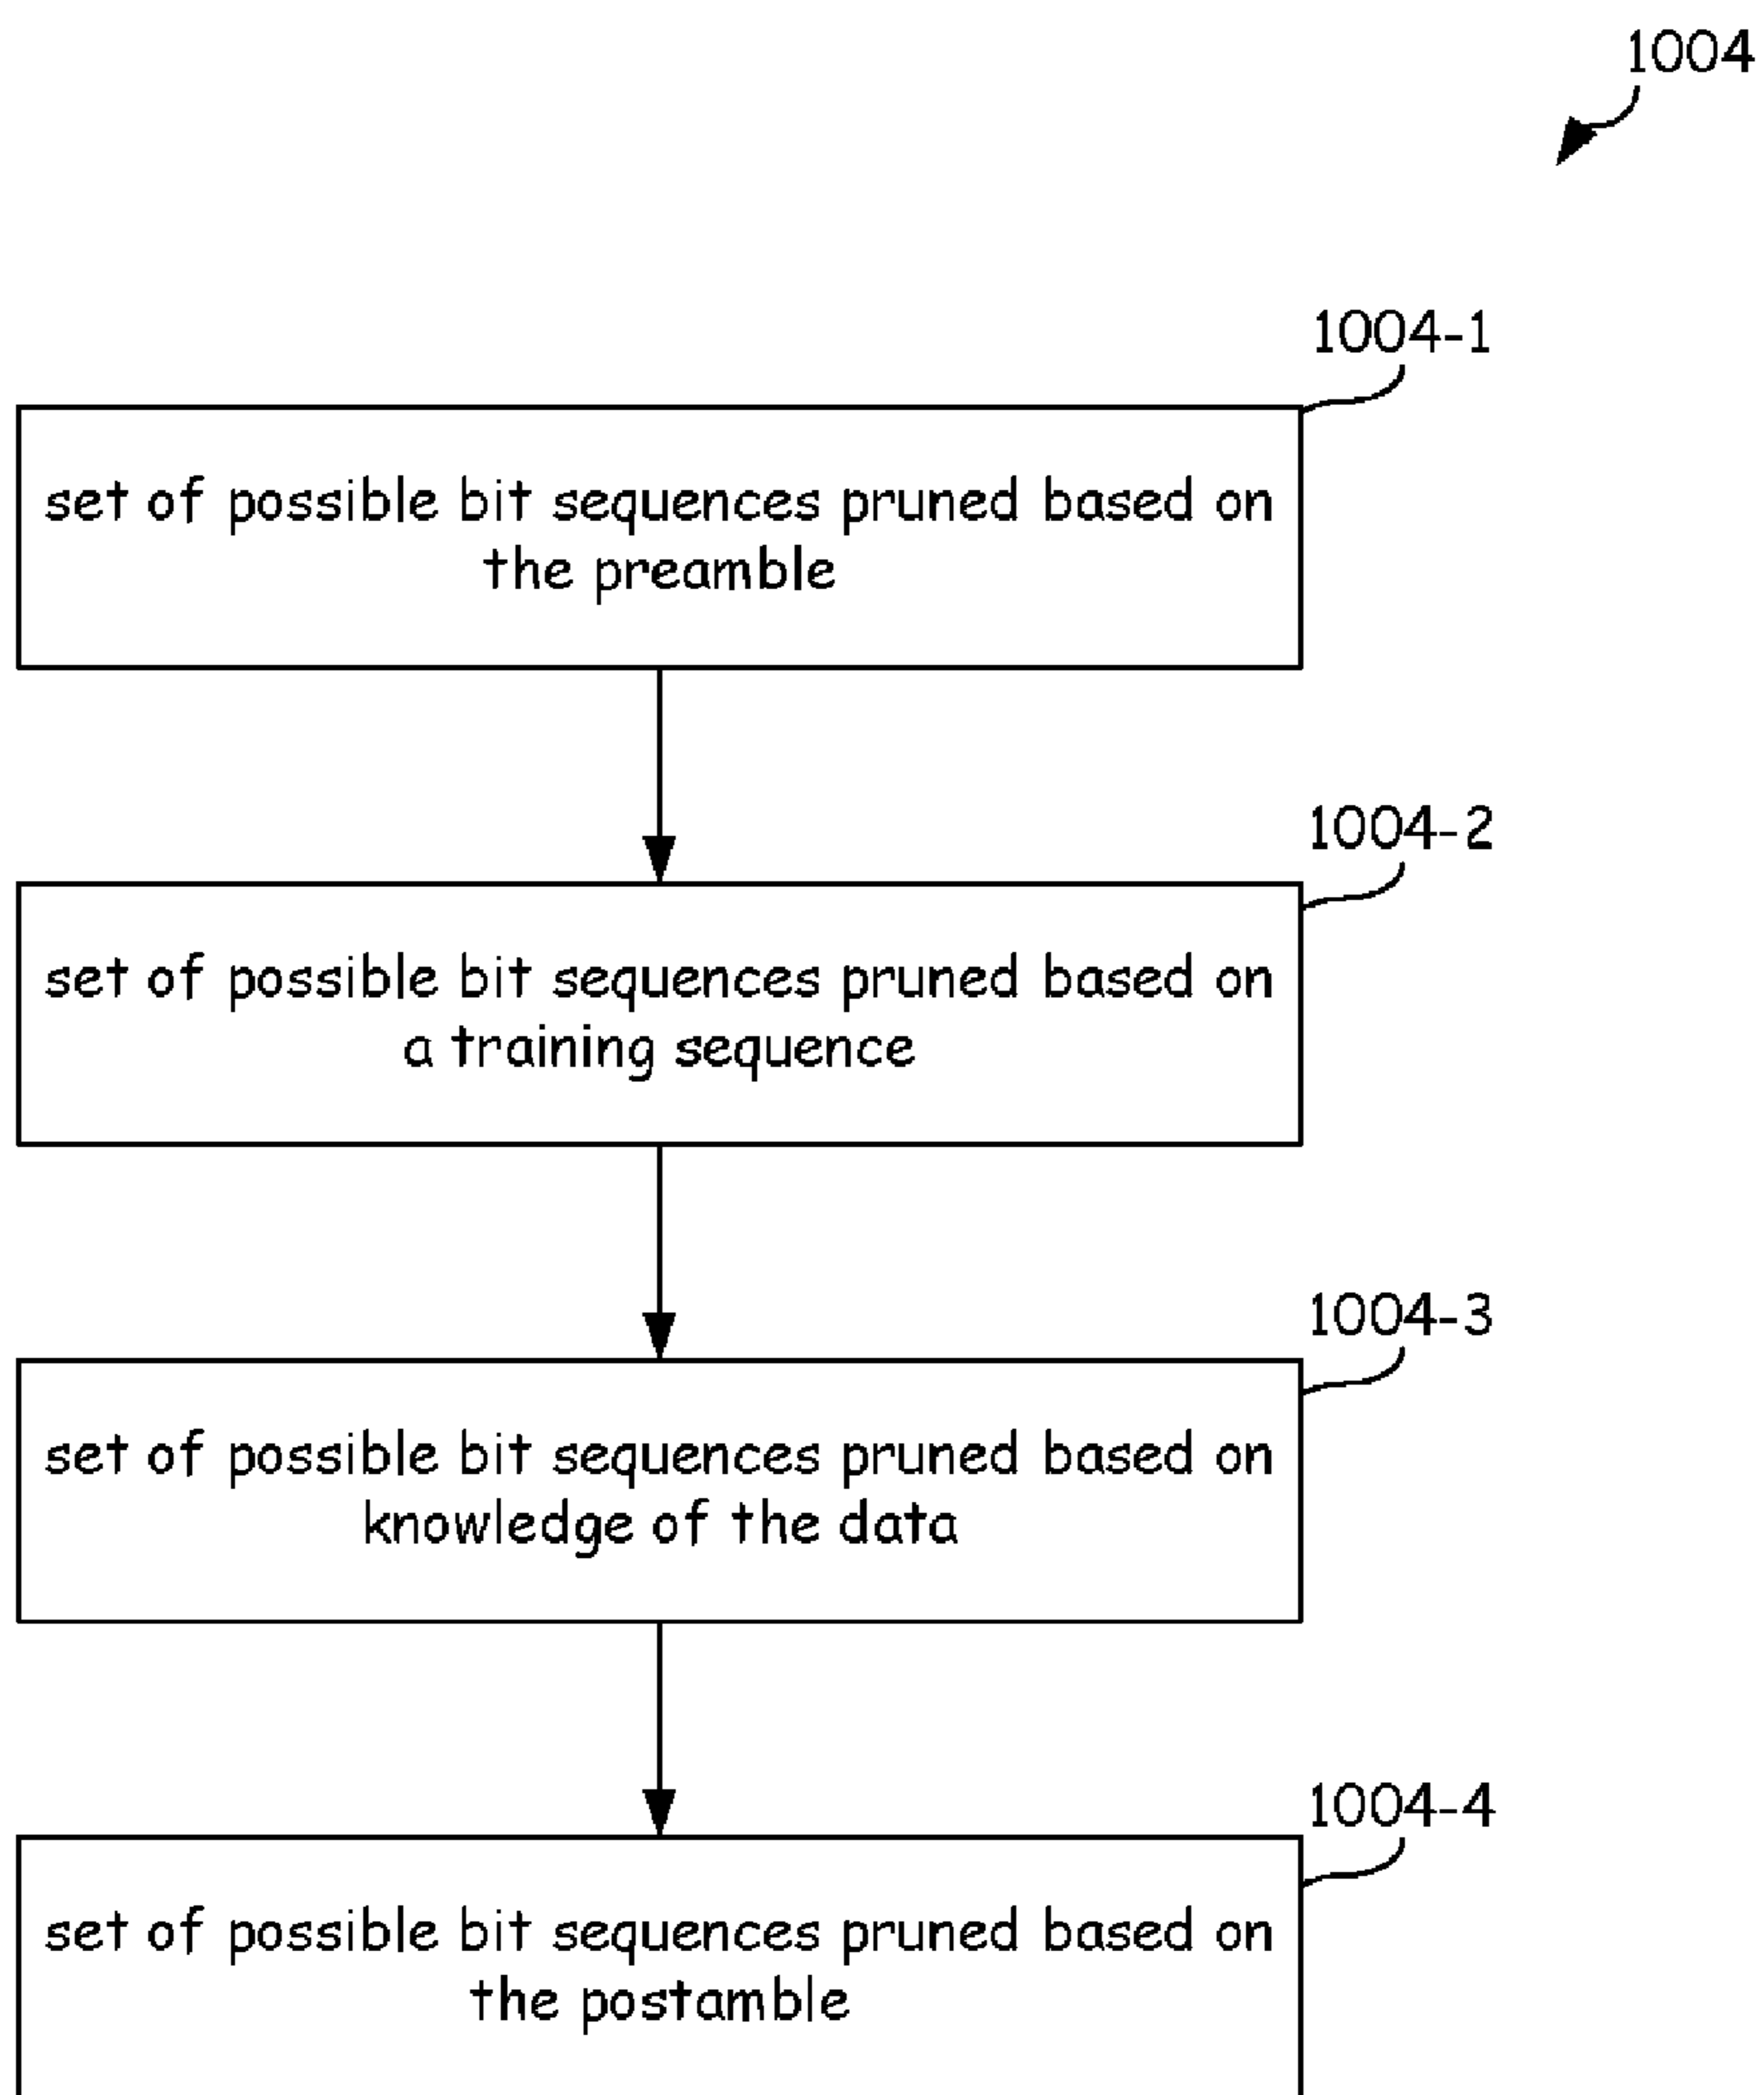 1004
1004-1
set of possible bit sequences pruned based on
the preamble
1004-2
set of possible bit sequences pruned based on
a training sequence
1004-3
set of possible bit sequences pruned based on
knowledge of the data
1004-4
set of possible bit sequences pruned based on
the postamble